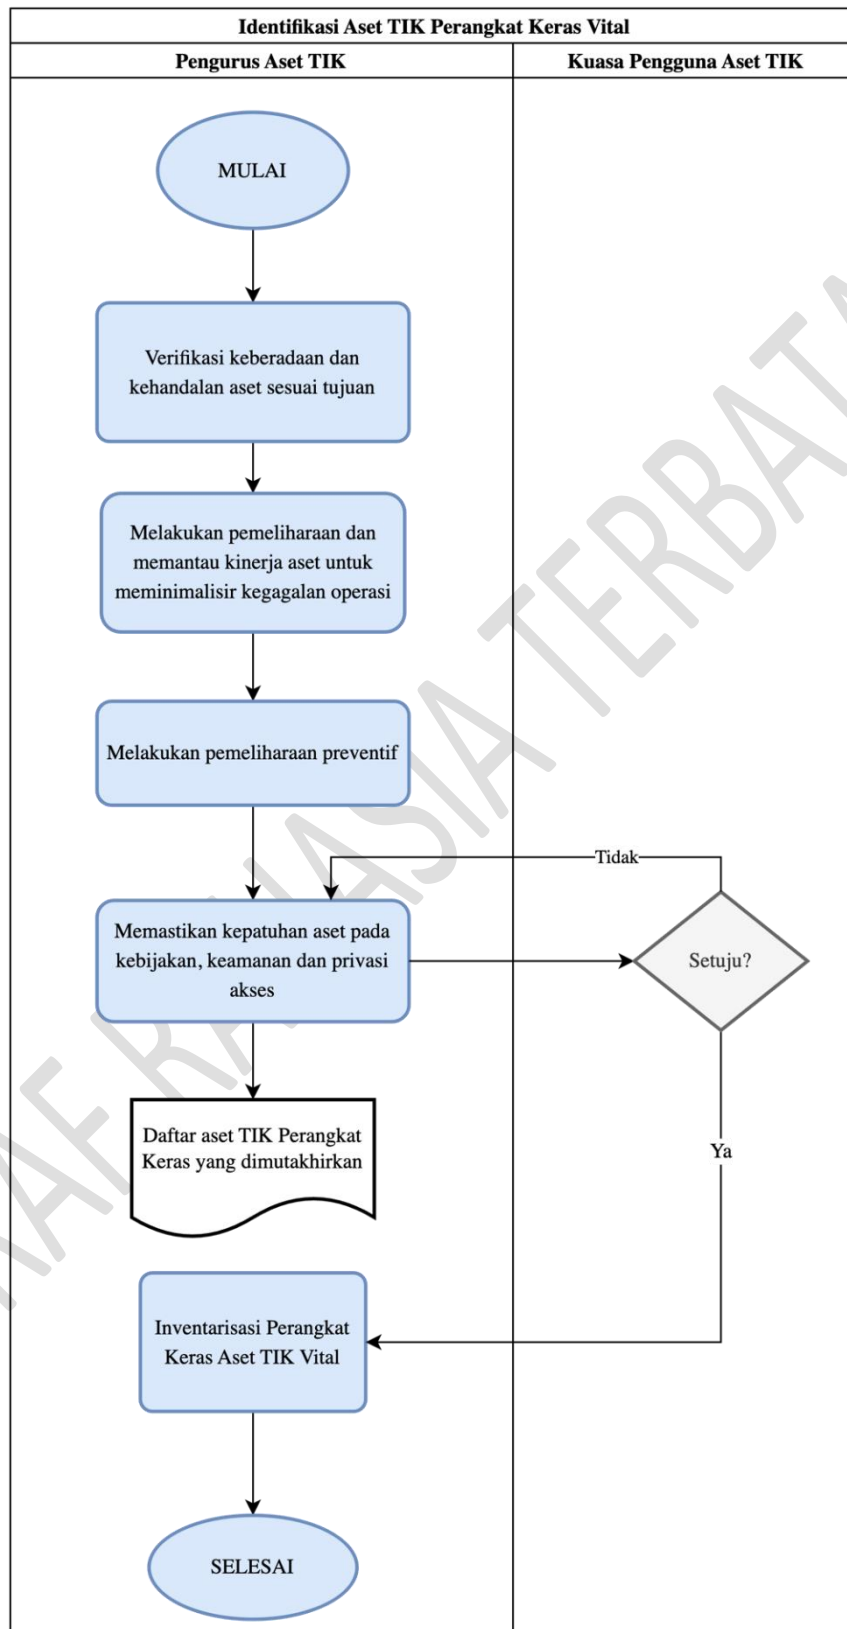 Identifikasi Aset TIK Perangkat Keras Vital
Pengurus Aset TIK
Kuasa Pengguna Aset TIK
MULAI
Verifikasi keberadaan dan
kehandalan aset sesuai tujuan
Melakukan pemeliharaan dan
memantau kinerja aset untuk
meminimalisir kegagalan operasi
Melakukan pemeliharaan preventif
Tidak
Memastikan kepatuhan aset pada
kebijakan, keamanan dan privasi
akses
Setuju?
Daftar aset TIK Perangkat
Keras yang dimutakhirkan
Ya
Inventarisasi Perangkat
Keras Aset TIK Vital
SELESAI